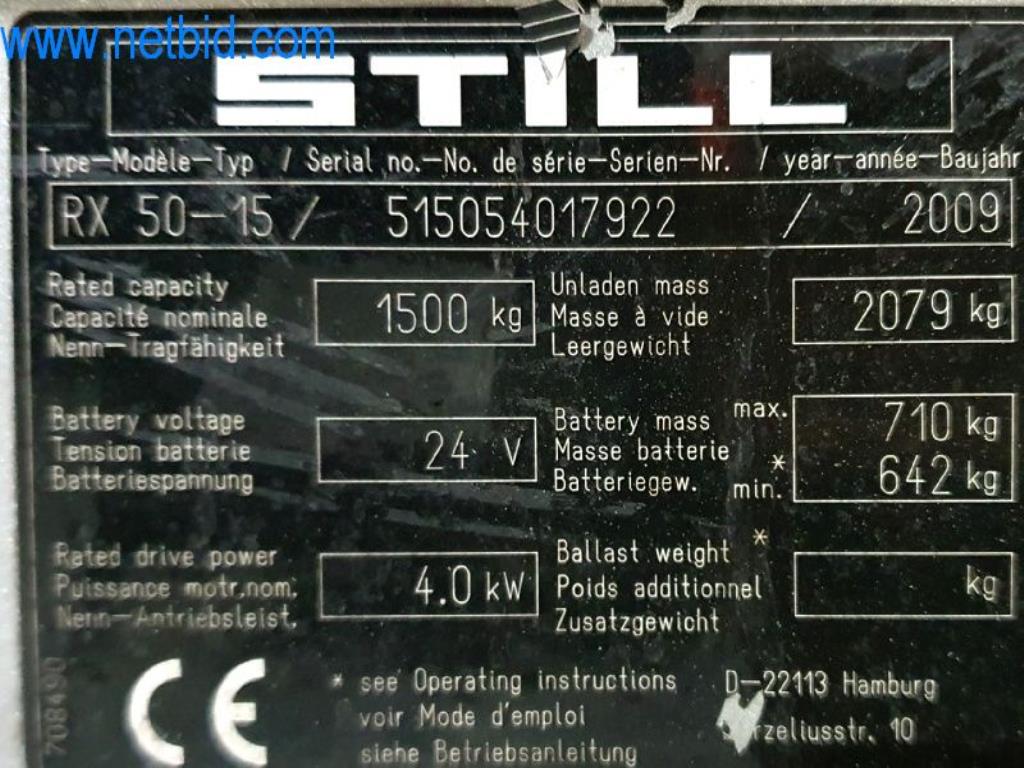 www.netbid.com
STILL
Type-Modèle-Typ / Serial no.-No. de série-Serien-Nr. / year-année-Baujahr
RX 50-15 / 515054017922 / 2009
Rated capacity
Capacité nominale
Nenn-Tragfähigkeit
1500 kg
Unladen mass
Masse à vide
Leergewicht
2079 kg
Battery voltage
Tension batterie
Batteriespannung
24 V
Battery mass
Masse batterie
Batteriegew.
max. 710 kg
* min. 642 kg
Rated drive power
Puissance motr.nom.
Nenn-Antriebsleist.
4.0 kW
Ballast weight *
Poids additionnel
Zusatzgewicht
kg
7084 90
CE
* see Operating instructions
voir Mode d'emploi
siehe Betriebsanleitung
D-22113 Hamburg
10